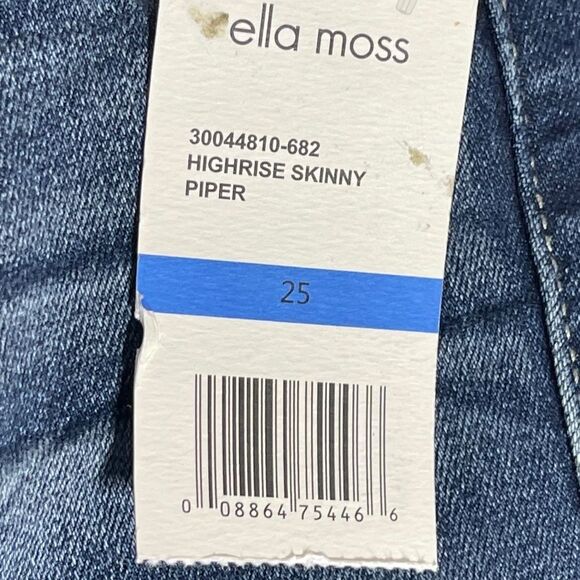 ella moss
30044810-682
HIGHRISE SKINNY
PIPER
25
0 08864 75446 6